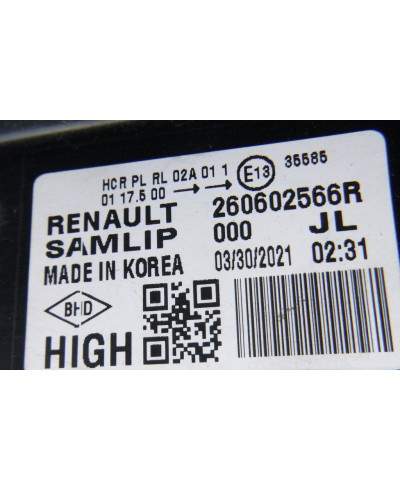 HCR PL RL 02A 01 1
01 17.5 00 → → E13 35585
RENAULT 260602566R
SAMLIP 000 JL
MADE IN KOREA 03/30/2021 02:31
BHD
HIGH